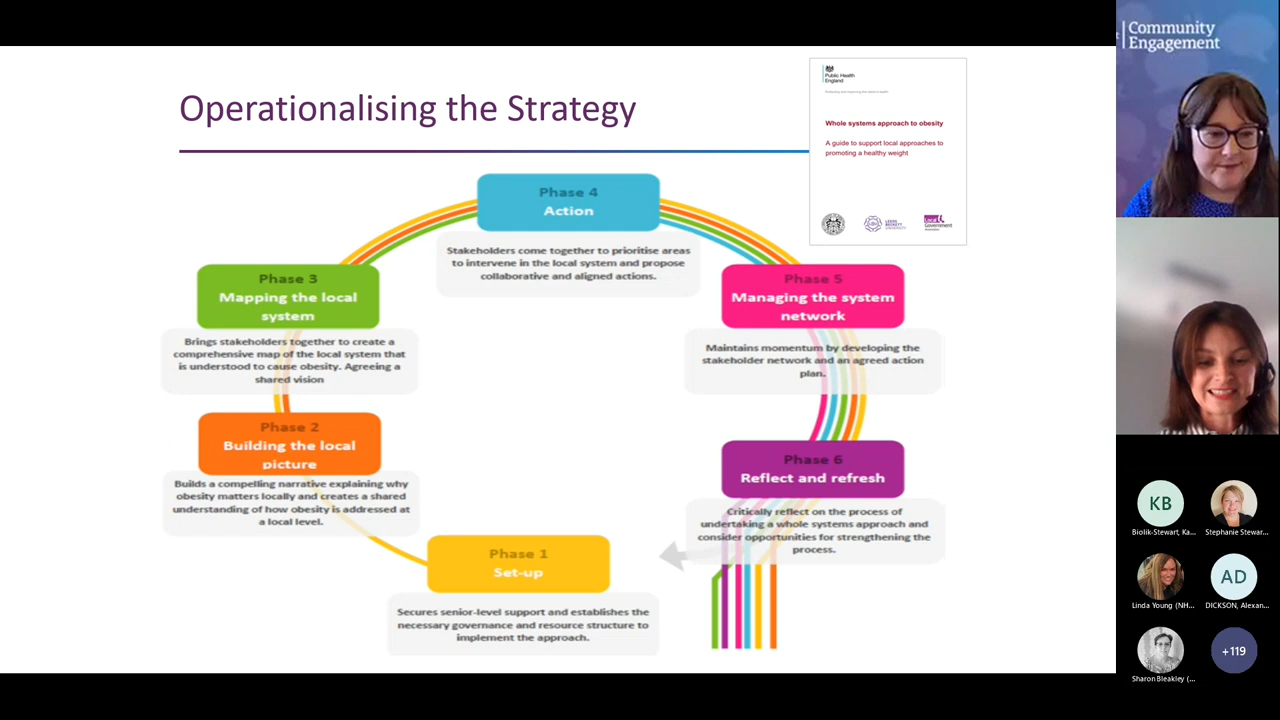 Operationalising the Strategy
Public Health
England
Whole systems approach to obesity
A guide to support local approaches to
promoting a healthy weight
LEEDS
BECKETT
UNIVERSITY
Local
Government
Association
Phase 4
Action
Stakeholders come together to prioritise areas
to intervene in the local system and propose
collaborative and aligned actions.
Phase 3
Mapping the local
system
Brings stakeholders together to create a
comprehensive map of the local system that
is understood to cause obesity. Agreeing a
shared vision
Phase 5
Managing the system
network
Maintains momentum by developing the
stakeholder network and an agreed action
plan.
Phase 2
Building the local
picture
Builds a compelling narrative explaining why
obesity matters locally and creates a shared
understanding of how obesity is addressed at
a local level.
Phase 6
Reflect and refresh
Critically reflect on the process of
undertaking a whole systems approach and
consider opportunities for strengthening the
process.
Phase 1
Set-up
Secures senior-level support and establishes the
necessary governance and resource structure to
implement the approach.
Community
Engagement
KB
Biolik-Stewart, Ka...
Stephanie Stewar...
Linda Young (NH...
AD
DICKSON, Alexan...
Sharon Bleakley (...
+119